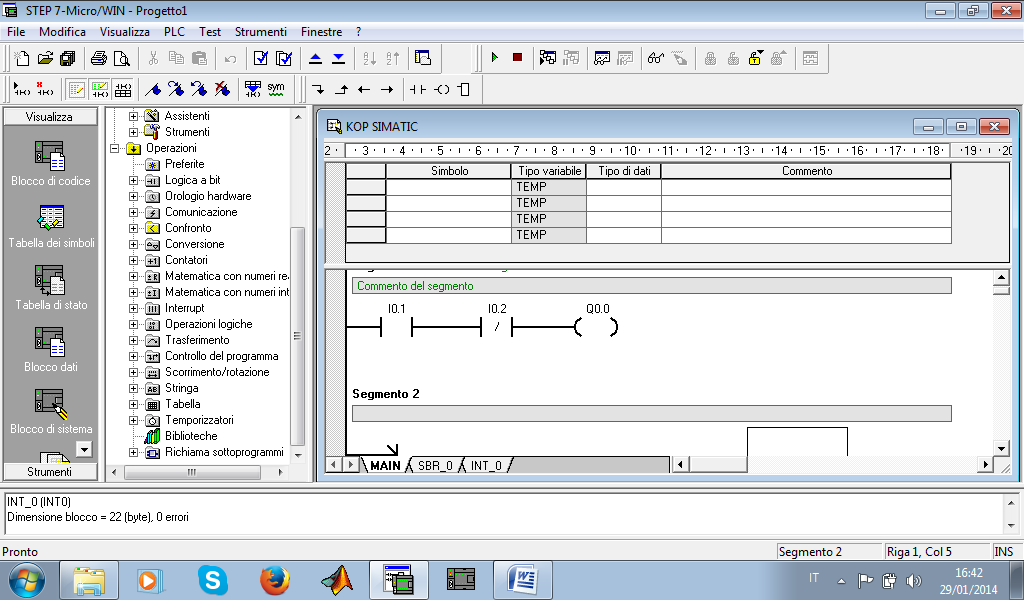 STEP 7-Micro/WIN - Progetto1
File Modifica Visualizza PLC Test Strumenti Finestre ?
sym
Visualizza
Blocco di codice
Tabella dei simboli
Tabella di stato
Blocco dati
Blocco di sistema
Strumenti
Assistenti
Strumenti
Operazioni
Preferite
Logica a bit
Orologio hardware
Comunicazione
Confronto
Conversione
Contatori
Matematica con numeri rea
Matematica con numeri int
Interrupt
Operazioni logiche
Trasferimento
Controllo del programma
Scorrimento/rotazione
Stringa
Tabella
Temporizzatori
Biblioteche
Richiama sottoprogrammi
KOP SIMATIC
2 · 3 · 4 · 5 · 6 · 7 · 8 · 9 · 10 · 11 · 12 · 13 · 14 · 15 · 16 · 17 · 18 · 19 · 20
Simbolo Tipo variabile Tipo di dati Commento
TEMP
TEMP
TEMP
TEMP
Commento del segmento
I0.1 I0.2 Q0.0
/
Segmento 2
MAIN SBR_0 INT_0
INT_0 (INT0)
Dimensione blocco = 22 (byte), 0 errori
Pronto
Segmento 2 Riga 1, Col 5 INS
IT
16:42
29/01/2014